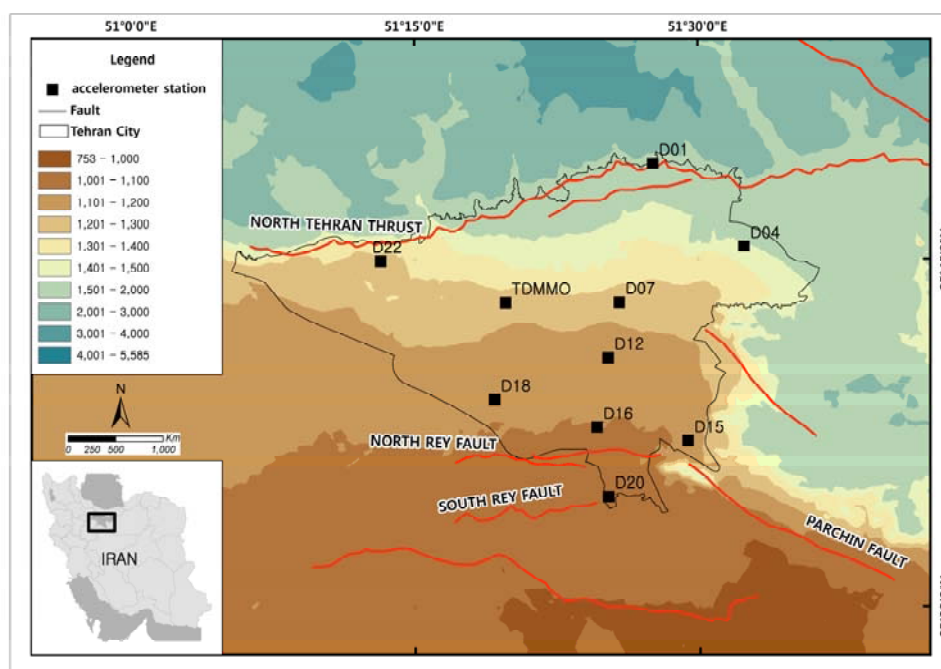 51°0'0"E 51°15'0"E 51°30'0"E
Legend
accelerometer station
Fault
Tehran City
753 – 1,000
1,001 – 1,100
1,101 – 1,200
1,201 – 1,300
1,301 – 1,400
1,401 – 1,500
1,501 – 2,000
2,001 – 3,000
3,001 – 4,000
4,001 – 5,585
N
Km
0 250 500 1,000
IRAN
D01
NORTH TEHRAN THRUST
D04
D22
TDMMO
D07
D12
D18
D16
D15
NORTH REY FAULT
D20
SOUTH REY FAULT
PARCHIN FAULT